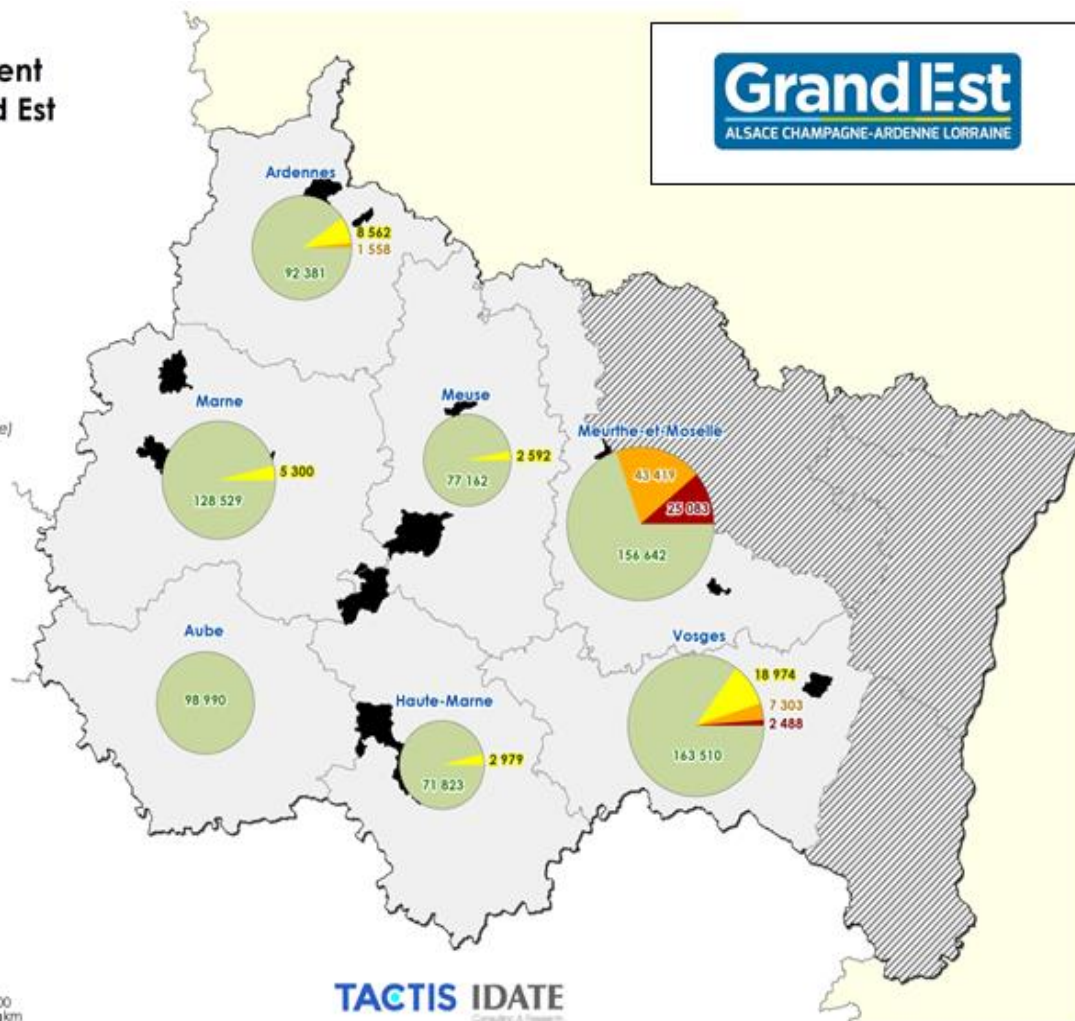 ent
d Est
Grand Est
ALSACE CHAMPAGNE-ARDENNE LORRAINE
Ardennes
8 562
1 558
92 381
Marne
5 300
128 529
Meuse
2 592
77 162
Meurthe-et-Moselle
43 419
25 083
156 642
e)
Aube
98 990
Haute-Marne
2 979
71 823
Vosges
18 974
7 303
2 488
163 510
00
km
TACTIS IDATE